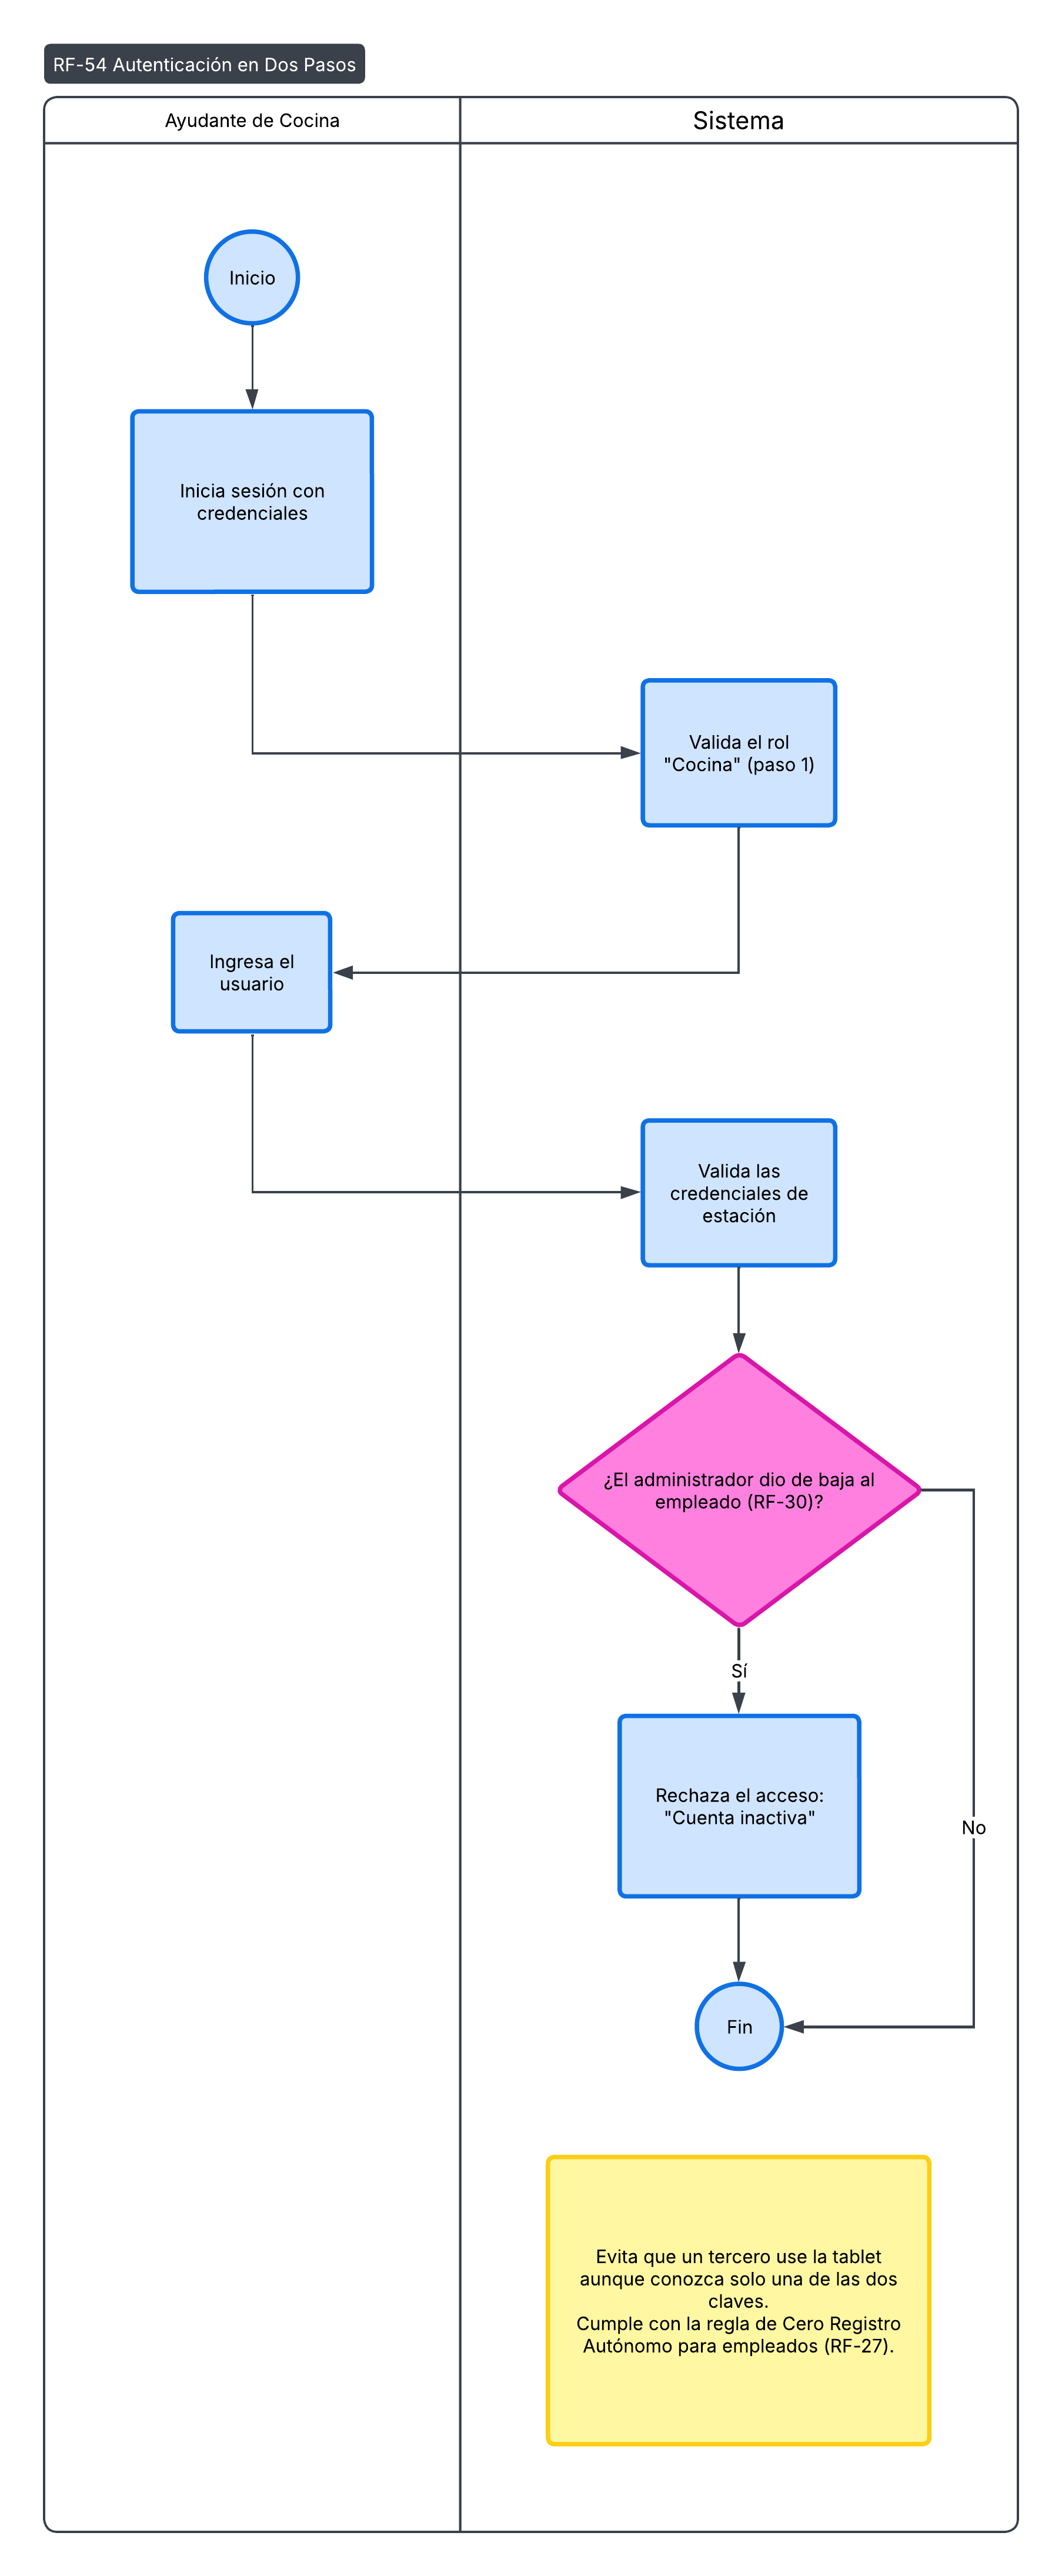 RF-54 Autenticación en Dos Pasos
Ayudante de Cocina
Sistema
Inicio
Inicia sesión con
credenciales
Valida el rol
"Cocina" (paso 1)
Ingresa el
usuario
Valida las
credenciales de
estación
¿El administrador dio de baja al
empleado (RF-30)?
Sí
Rechaza el acceso:
"Cuenta inactiva"
No
Fin
Evita que un tercero use la tablet
aunque conozca solo una de las dos
claves.
Cumple con la regla de Cero Registro
Autónomo para empleados (RF-27).